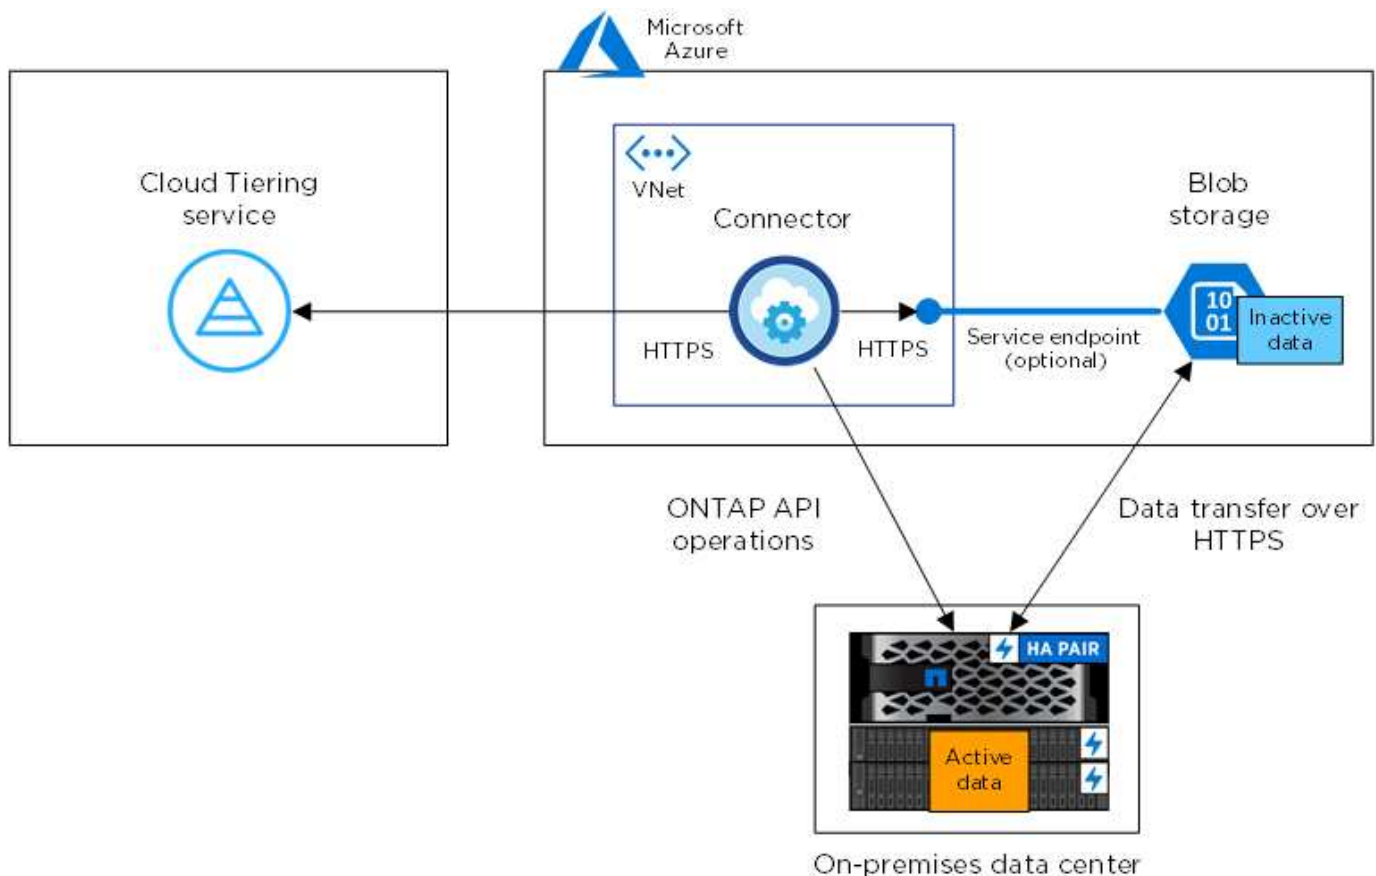 Microsoft
Azure
Cloud Tiering
service
VNet
Connector
Blob
storage
10
01
Inactive
data
HTTPS
HTTPS
Service endpoint
(optional)
ONTAP API
operations
Data transfer over
HTTPS
HA PAIR
Active
data
On-premises data center